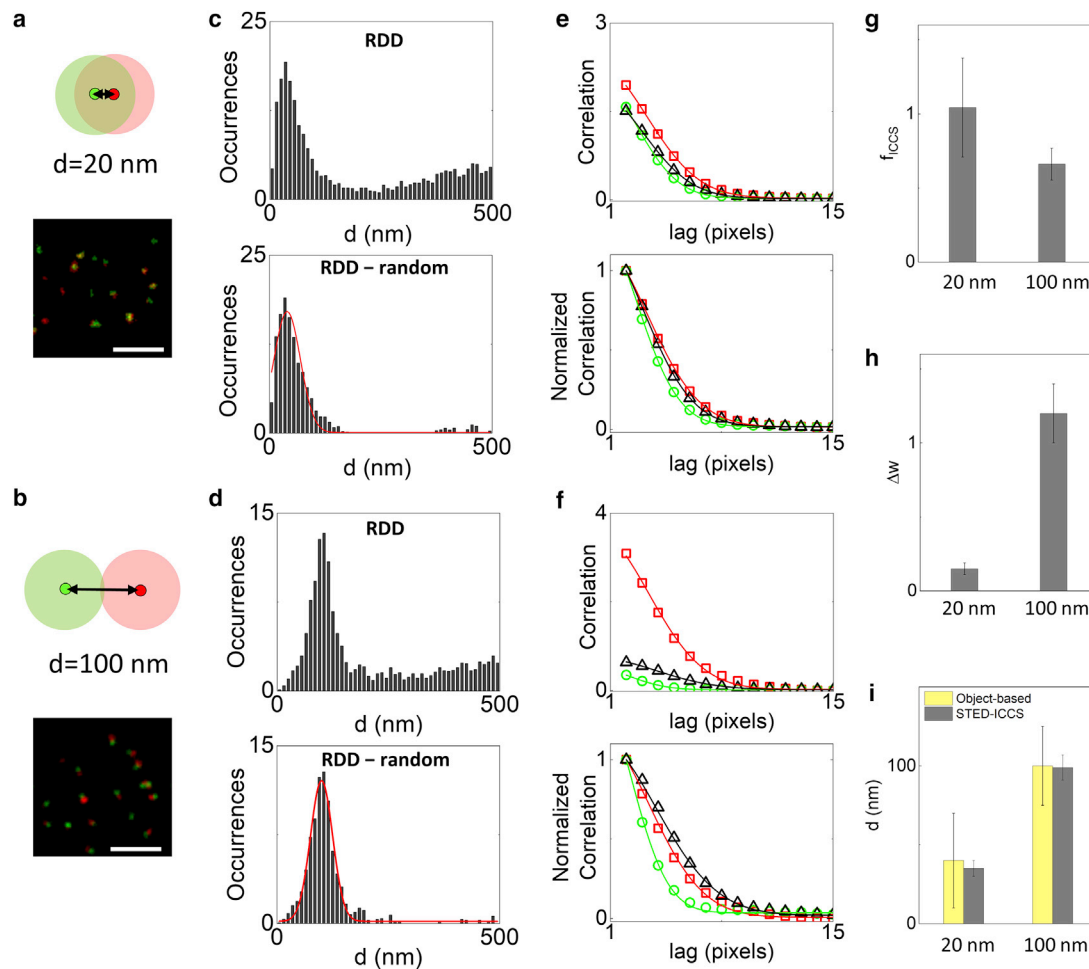 a
d=20 nm
b
d=100 nm
c
25
RDD
Occurrences
0
0
500
d (nm)
25
RDD – random
Occurrences
0
0
500
d (nm)
d
15
RDD
Occurrences
0
0
500
d (nm)
15
RDD – random
Occurrences
0
0
500
d (nm)
e
3
Correlation
0
1
15
lag (pixels)
1
Normalized
Correlation
0
1
15
lag (pixels)
f
4
Correlation
0
1
15
lag (pixels)
1
Normalized
Correlation
0
1
15
lag (pixels)
g
1
fICCS
1
20 nm
100 nm
h
1
Δw
1
20 nm
100 nm
i
Object-based
STED-ICCS
100
d (nm)
0
20 nm
100 nm